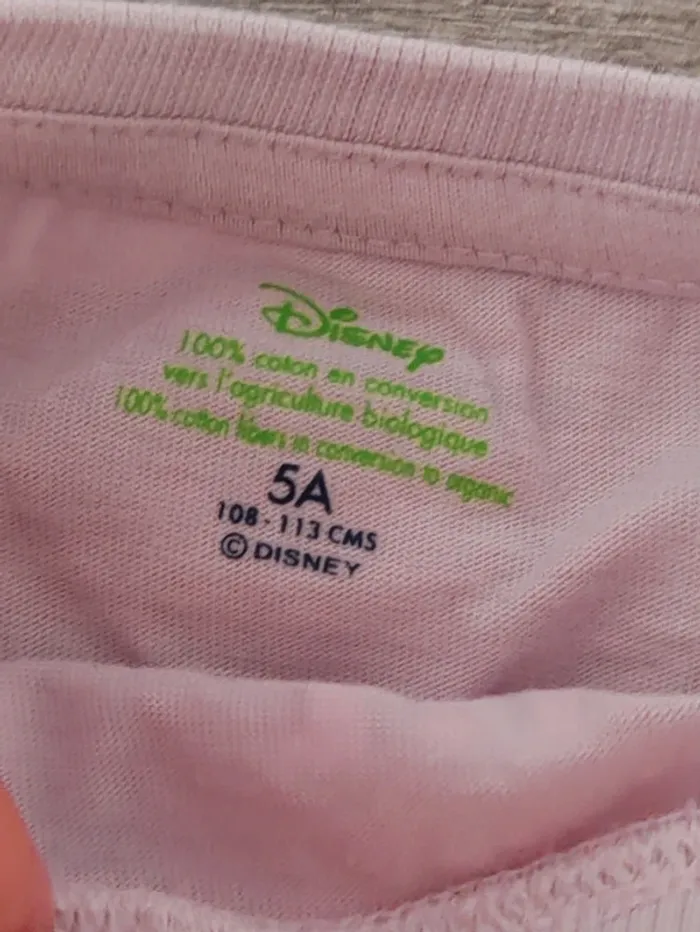 Disney
100% coton en conversion
vers l'agriculture biologique
100% cotton fibers in conversion to organic
5A
108 - 113 CMS
© DISNEY